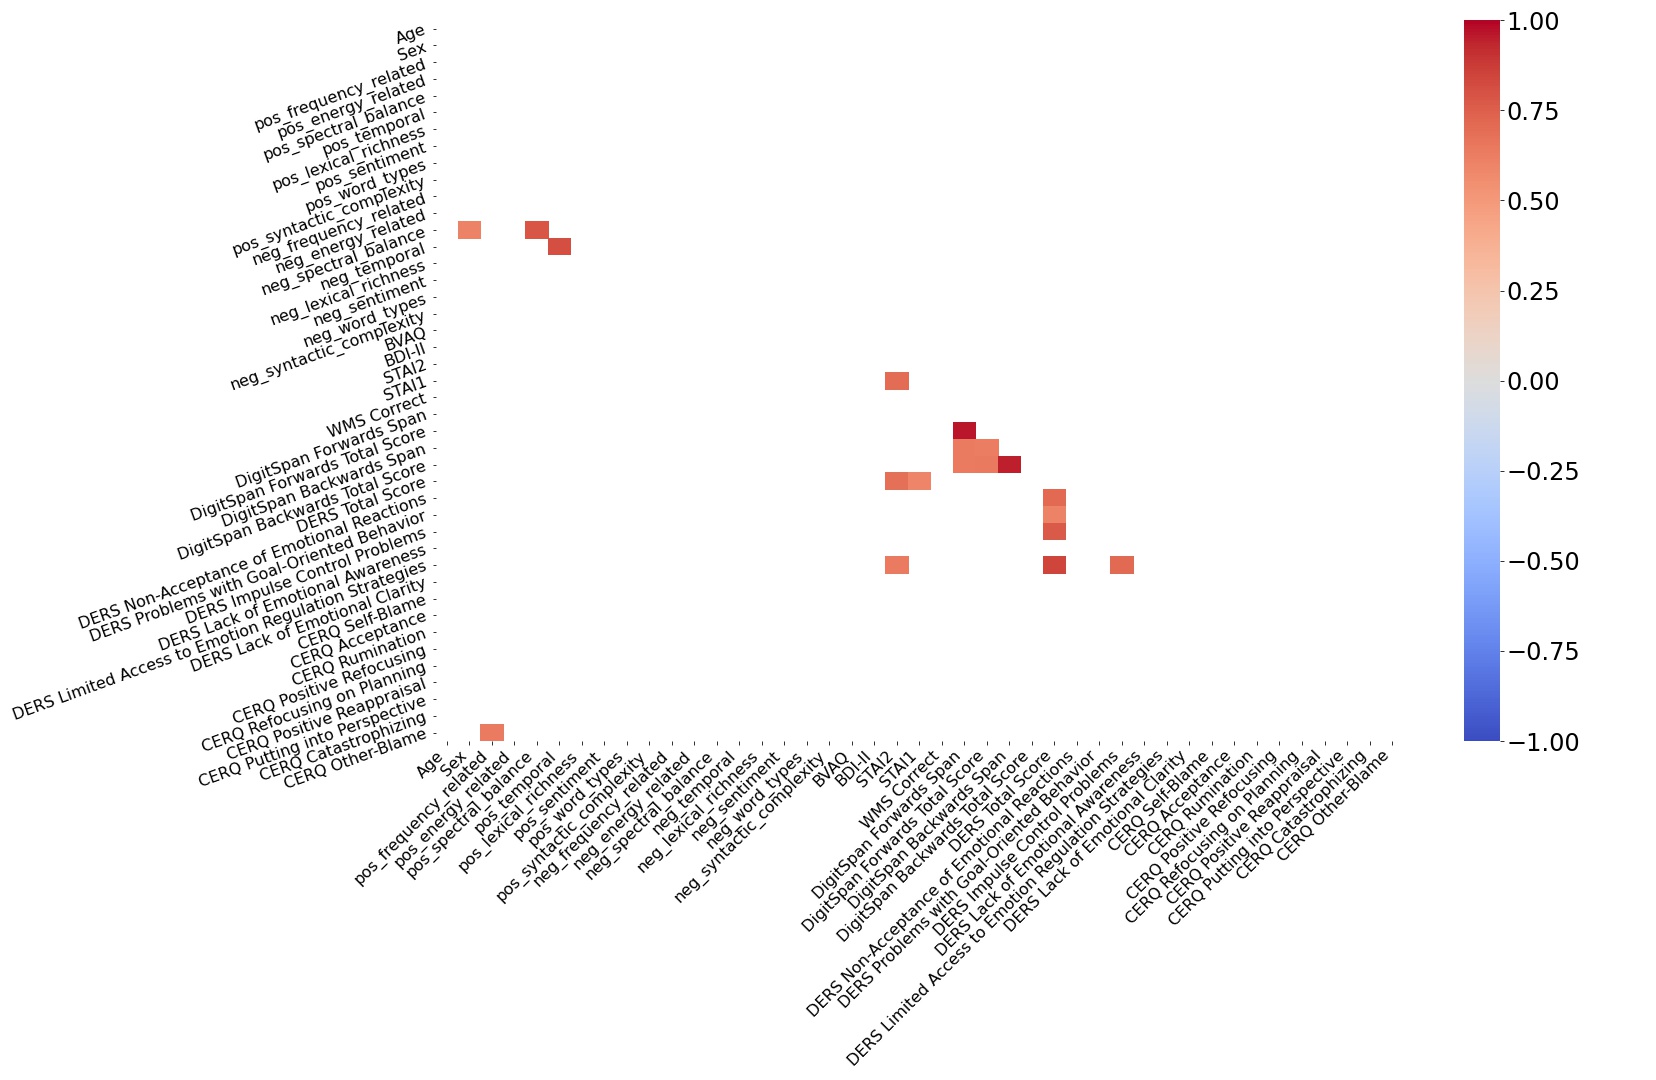 Age
Sex
pos_frequency_related
pos_energy_related
pos_spectral_balance
pos_temporal
pos_lexical_richness
pos_sentiment
pos_word_types
pos_syntactic_complexity
neg_frequency_related
neg_energy_related
neg_spectral_balance
neg_temporal
neg_lexical_richness
neg_sentiment
neg_word_types
neg_syntactic_complexity
BVAQ
BDI-II
STAI2
STAI1
WMS Correct
DigitSpan Forwards Span
DigitSpan Forwards Total Score
DigitSpan Backwards Span
DigitSpan Backwards Total Score
DERS Total Score
DERS Non-Acceptance of Emotional Reactions
DERS Problems with Goal-Oriented Behavior
DERS Impulse Control Problems
DERS Lack of Emotional Awareness
DERS Limited Access to Emotion Regulation Strategies
DERS Lack of Emotional Clarity
CERQ Self-Blame
CERQ Acceptance
CERQ Rumination
CERQ Positive Refocusing
CERQ Refocusing on Planning
CERQ Positive Reappraisal
CERQ Putting into Perspective
CERQ Catastrophizing
CERQ Other-Blame
Age
Sex
pos_frequency_related
pos_energy_related
pos_spectral_balance
pos_temporal
pos_lexical_richness
pos_sentiment
pos_word_types
pos_syntactic_complexity
neg_frequency_related
neg_energy_related
neg_spectral_balance
neg_temporal
neg_lexical_richness
neg_sentiment
neg_word_types
neg_syntactic_complexity
BVAQ
BDI-II
STAI2
STAI1
WMS Correct
DigitSpan Forwards Span
DigitSpan Forwards Total Score
DigitSpan Backwards Span
DigitSpan Backwards Total Score
DERS Total Score
DERS Non-Acceptance of Emotional Reactions
DERS Problems with Goal-Oriented Behavior
DERS Impulse Control Problems
DERS Lack of Emotional Awareness
DERS Limited Access to Emotion Regulation Strategies
DERS Lack of Emotional Clarity
CERQ Self-Blame
CERQ Acceptance
CERQ Rumination
CERQ Positive Refocusing
CERQ Refocusing on Planning
CERQ Positive Reappraisal
CERQ Putting into Perspective
CERQ Catastrophizing
CERQ Other-Blame
1.00
0.75
0.50
0.25
0.00
−0.25
−0.50
−0.75
−1.00